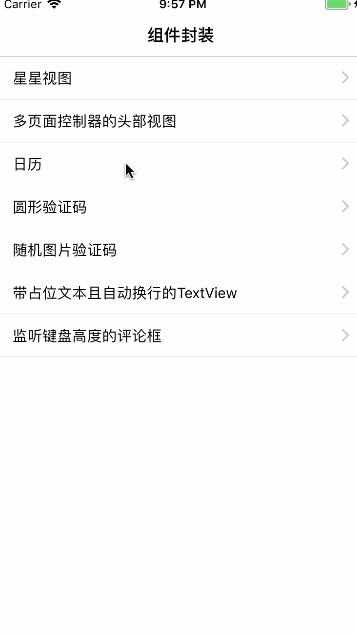 Carrier 9:57 PM
组件封装
星星视图
多页面控制器的头部视图
日历
圆形验证码
随机图片验证码
带占位文本且自动换行的TextView
监听键盘高度的评论框